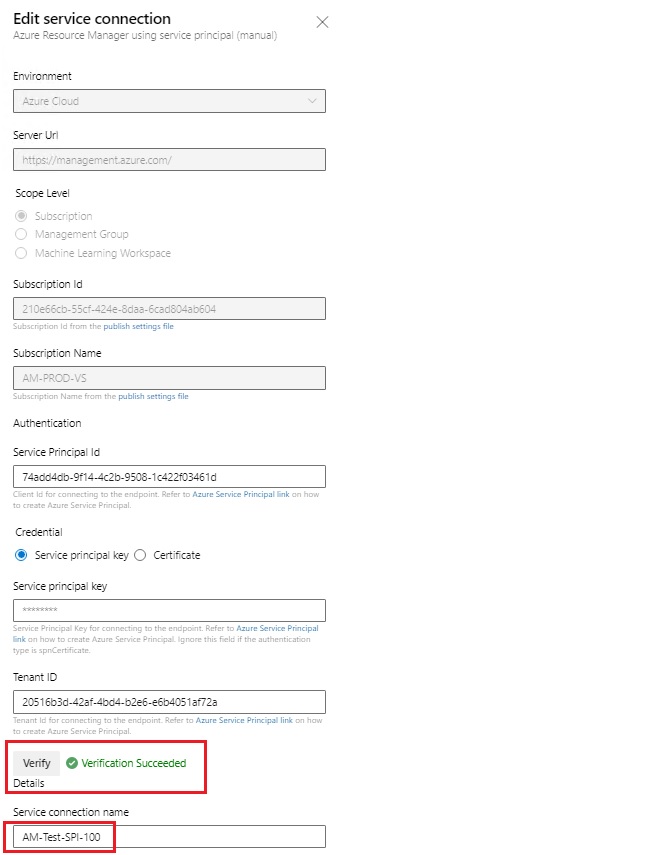 Edit service connection
Azure Resource Manager using service principal (manual)
Environment
Azure Cloud
Server Url
https://management.azure.com/
Scope Level
Subscription
Management Group
Machine Learning Workspace
Subscription Id
210e66cb-55cf-424e-8daa-6cad804ab604
Subscription Id from the publish settings file
Subscription Name
AM-PROD-VS
Subscription Name from the publish settings file
Authentication
Service Principal Id
74add4db-9f14-4c2b-9508-1c422f03461d
Client Id for connecting to the endpoint. Refer to Azure Service Principal link on how
to create Azure Service Principal.
Credential
Service principal key Certificate
Service principal key
********
Service Principal Key for connecting to the endpoint. Refer to Azure Service Principal
link on how to create Azure Service Principal. Ignore this field if the authentication
type is spnCertificate.
Tenant ID
20516b3d-42af-4bd4-b2e6-e6b4051af72a
Tenant Id for connecting to the endpoint. Refer to Azure Service Principal link on how
to create Azure Service Principal.
Verify Verification Succeeded
Details
Service connection name
AM-Test-SPI-100